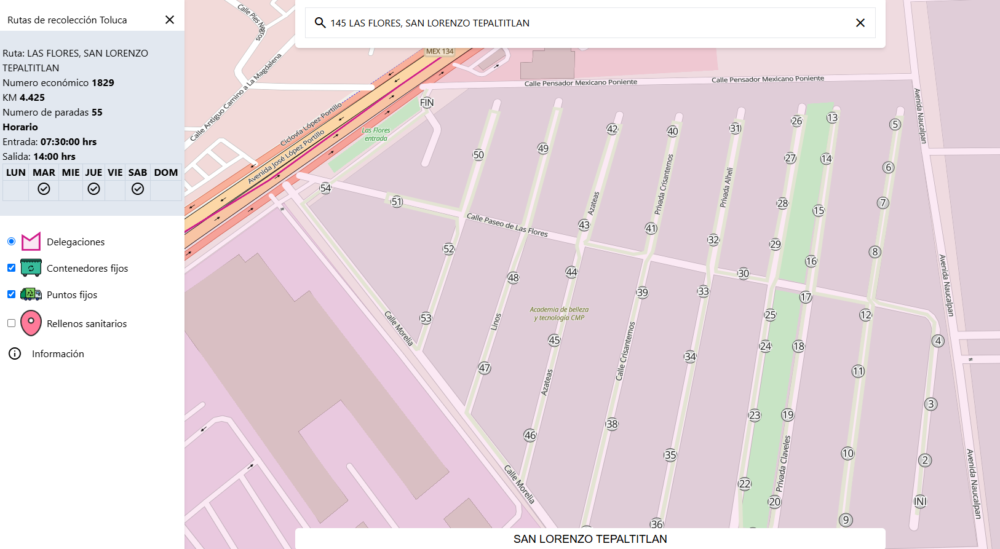 Rutas de recolección Toluca
Ruta: LAS FLORES, SAN LORENZO
TEPALTITLAN
Numero económico 1829
KM 4.425
Numero de paradas 55
Horario
Entrada: 07:30:00 hrs
Salida: 14:00 hrs
LUN MAR MIE JUE VIE SAB DOM
Delegaciones
Contenedores fijos
Puntos fijos
Rellenos sanitarios
Información
145 LAS FLORES, SAN LORENZO TEPALTITLAN
MEX 134
Calle Antiguo Camino a La Magdalena
Ciclovía López Portillo
Avenida José López Portillo
Calle Pensador Mexicano Poniente
Calle Pensador Mexicano Poniente
Avenida Naucalpan
Avenida Naucalpan
Avenida Naucalpan
Las Flores
entrada
FIN
Calle Paseo de Las Flores
Calle Morelia
Calle Morelia
Linos
Azateas
Azateas
Privada Crisantemos
Calle Crisantemos
Privada Alheli
Privada Claveles
Academia de belleza
y tecnología CMP
INI
2
3
4
5
6
7
8
9
10
11
12
13
14
15
16
17
18
19
20
22
23
24
25
26
27
28
29
30
31
32
33
34
35
36
38
39
40
41
42
43
44
45
46
47
48
49
50
51
52
53
54
SAN LORENZO TEPALTITLAN